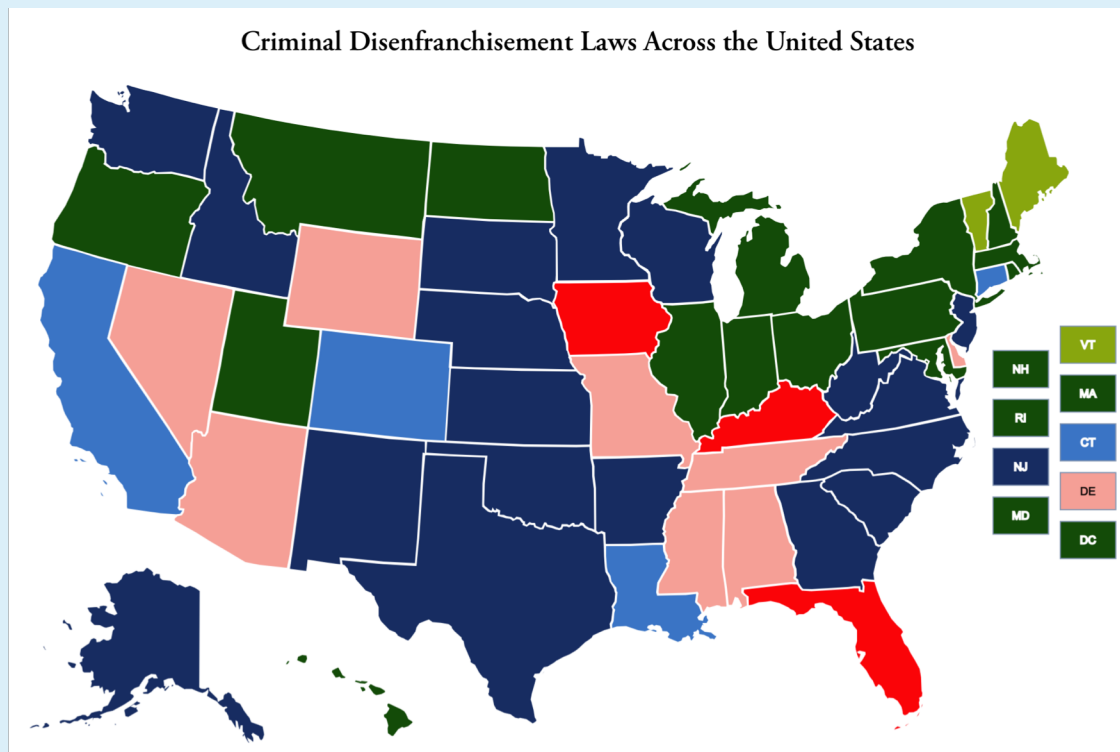 Criminal Disenfranchisement Laws Across the United States
VT
NH
MA
RI
CT
NJ
DE
MD
DC